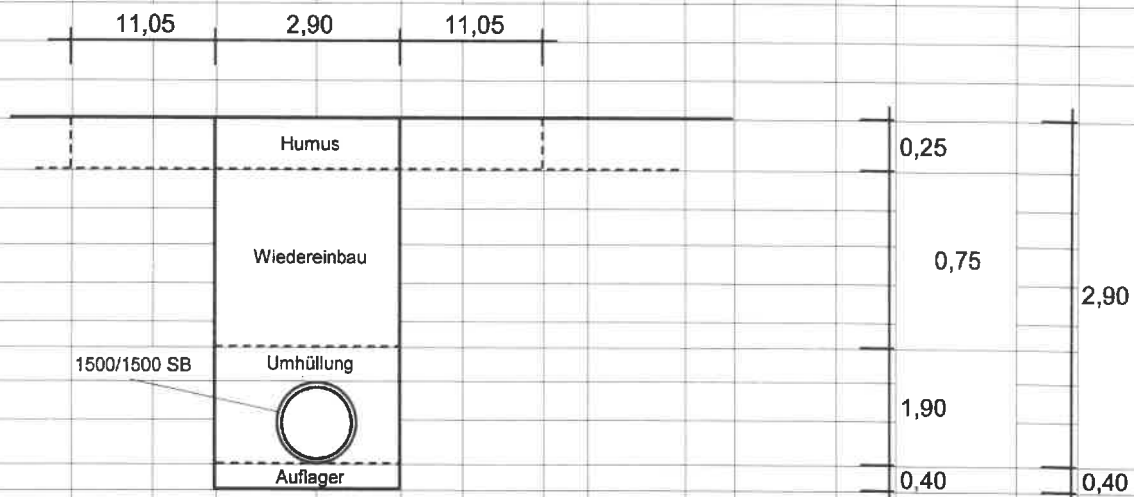 11,05 2,90 11,05
Humus
0,25
Wiedereinbau
0,75
2,90
1500/1500 SB
Umhüllung
1,90
Auflager
0,40
0,40